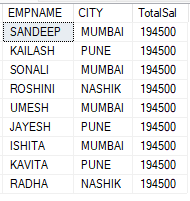 EMPNAME CITY TotalSal
SANDEEP MUMBAI 194500
KAILASH PUNE 194500
SONALI MUMBAI 194500
ROSHINI NASHIK 194500
UMESH MUMBAI 194500
JAYESH PUNE 194500
ISHITA MUMBAI 194500
KAVITA PUNE 194500
RADHA NASHIK 194500